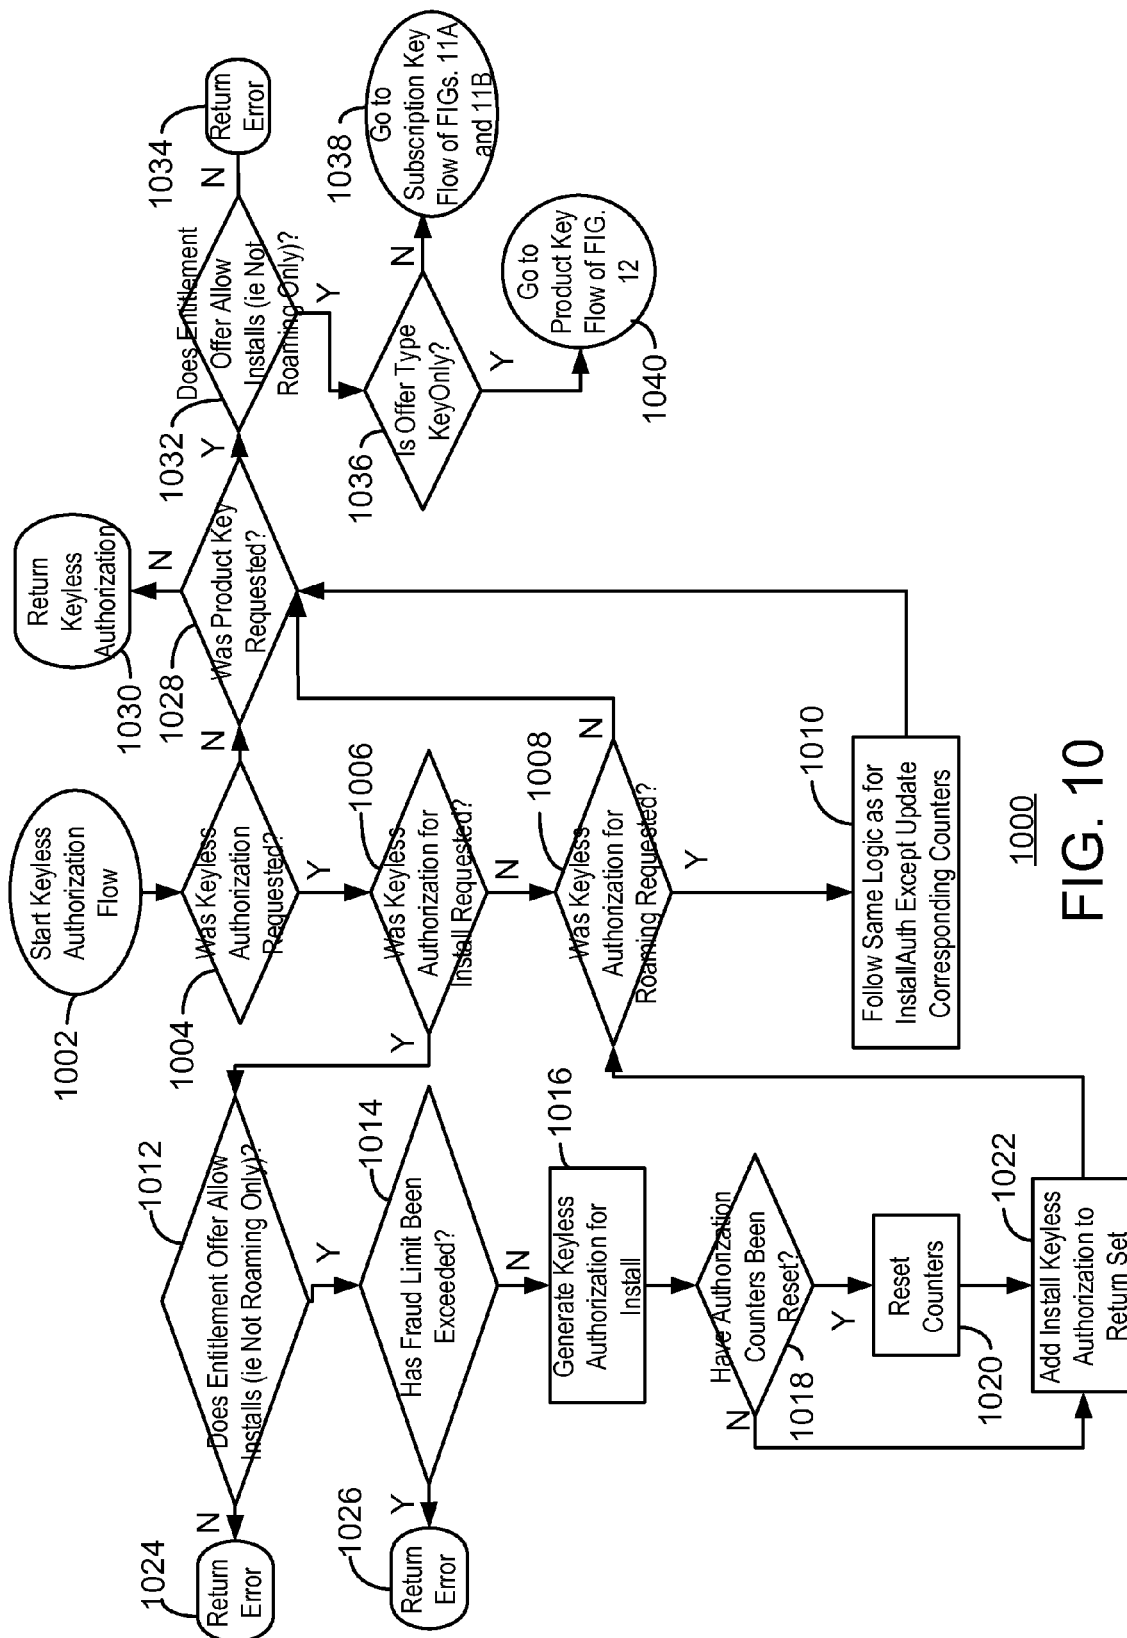 1002
Start Keyless
Authorization
Flow
1004
Was Keyless
Authorization
Requested?
N
Y
1006
Was Keyless
Authorization for
Install Requested?
Y
N
1008
Was Keyless
Authorization for
Roaming Requested?
N
Y
1010
Follow Same Logic as for
InstallAuth Except Update
Corresponding Counters
1012
Does Entitlement Offer Allow
Installs (ie Not Roaming Only)?
N
Y
1024
Return
Error
1014
Has Fraud Limit Been
Exceeded?
Y
N
1026
Return
Error
1016
Generate Keyless
Authorization for
Install
1018
Have Authorization
Counters Been
Reset?
N
Y
1020
Reset
Counters
1022
Add Install Keyless
Authorization to
Return Set
1028
Was Product Key
Requested?
N
Y
1030
Return
Keyless
Authorization
1032
Does Entitlement
Offer Allow
Installs (ie Not
Roaming Only)?
N
Y
1034
Return
Error
1036
Is Offer Type
KeyOnly?
N
Y
1038
Go to
Subscription Key
Flow of FIGs. 11A
and 11B
1040
Go to
Product Key
Flow of FIG.
12
1000
FIG. 10